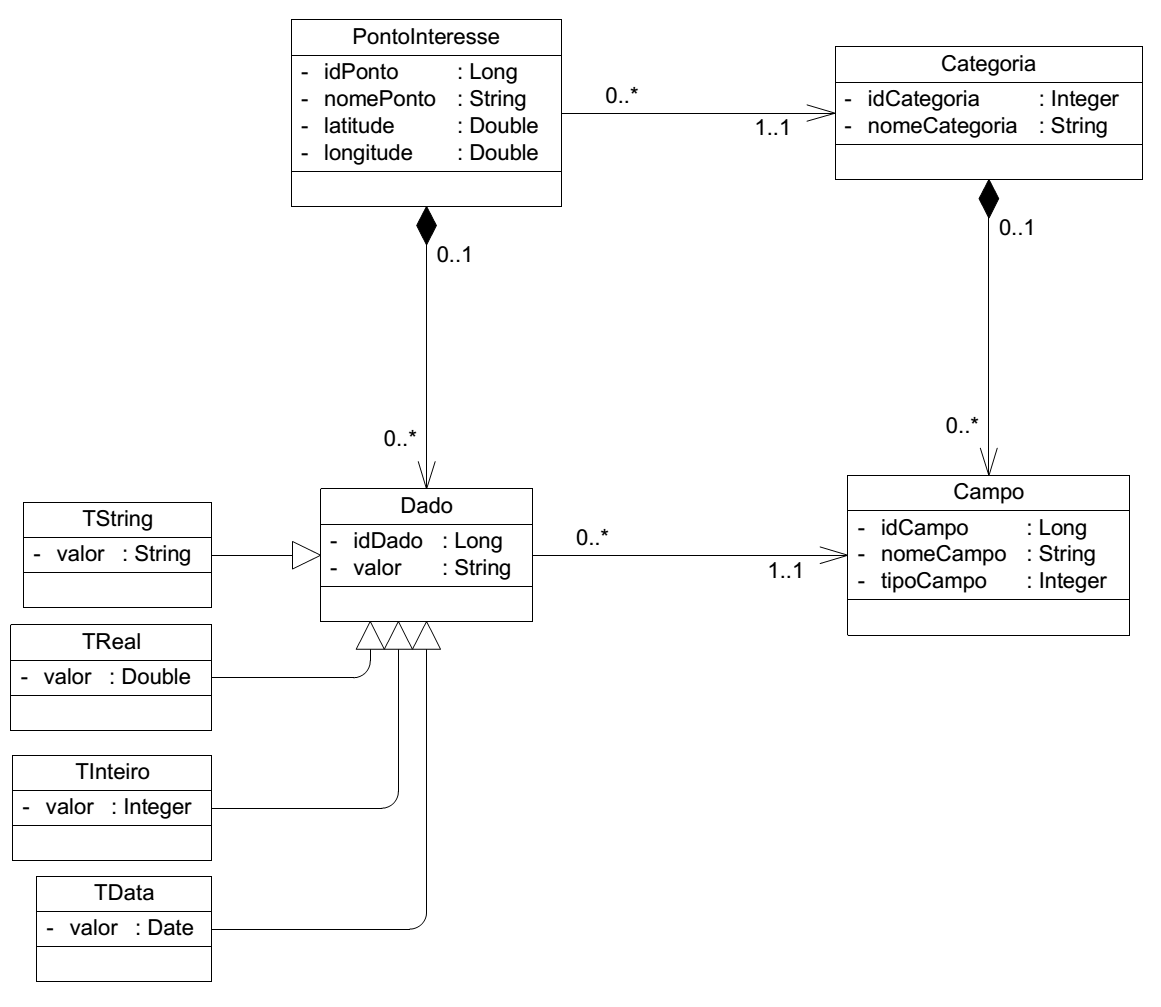 PontoInteresse
- idPonto : Long
- nomePonto : String
- latitude : Double
- longitude : Double
0..*
1..1
Categoria
- idCategoria : Integer
- nomeCategoria : String
0..1
0..1
0..*
0..*
Dado
- idDado : Long
- valor : String
0..*
1..1
Campo
- idCampo : Long
- nomeCampo : String
- tipoCampo : Integer
TString
- valor : String
TReal
- valor : Double
TInteiro
- valor : Integer
TData
- valor : Date